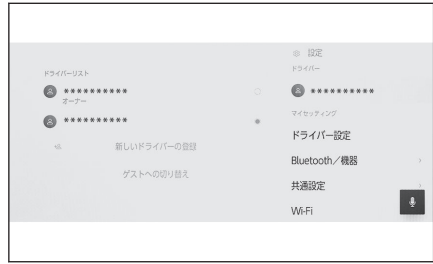 設定
ドライバーリスト
**********
オーナー
**********
新しいドライバーの登録
ゲストへの切り替え
ドライバー
**********
マイセッティング
ドライバー設定
Bluetooth/機器
共通設定
Wi-Fi